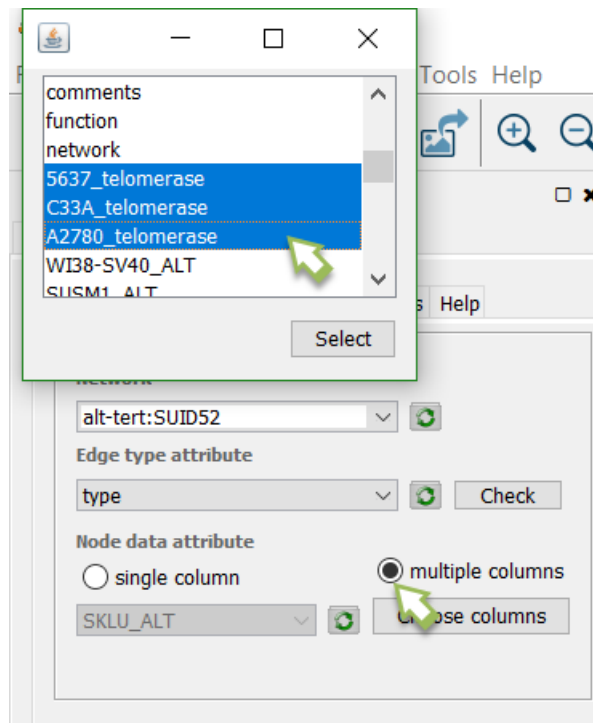 Tools Help
comments
function
network
5637_telomerase
C33A_telomerase
A2780_telomerase
WI38-SV40_ALT
SUSM1_ALT
Help
Select
alt-tert:SUID52
Edge type attribute
type
Check
Node data attribute
single column
multiple columns
SKLU_ALT
columns